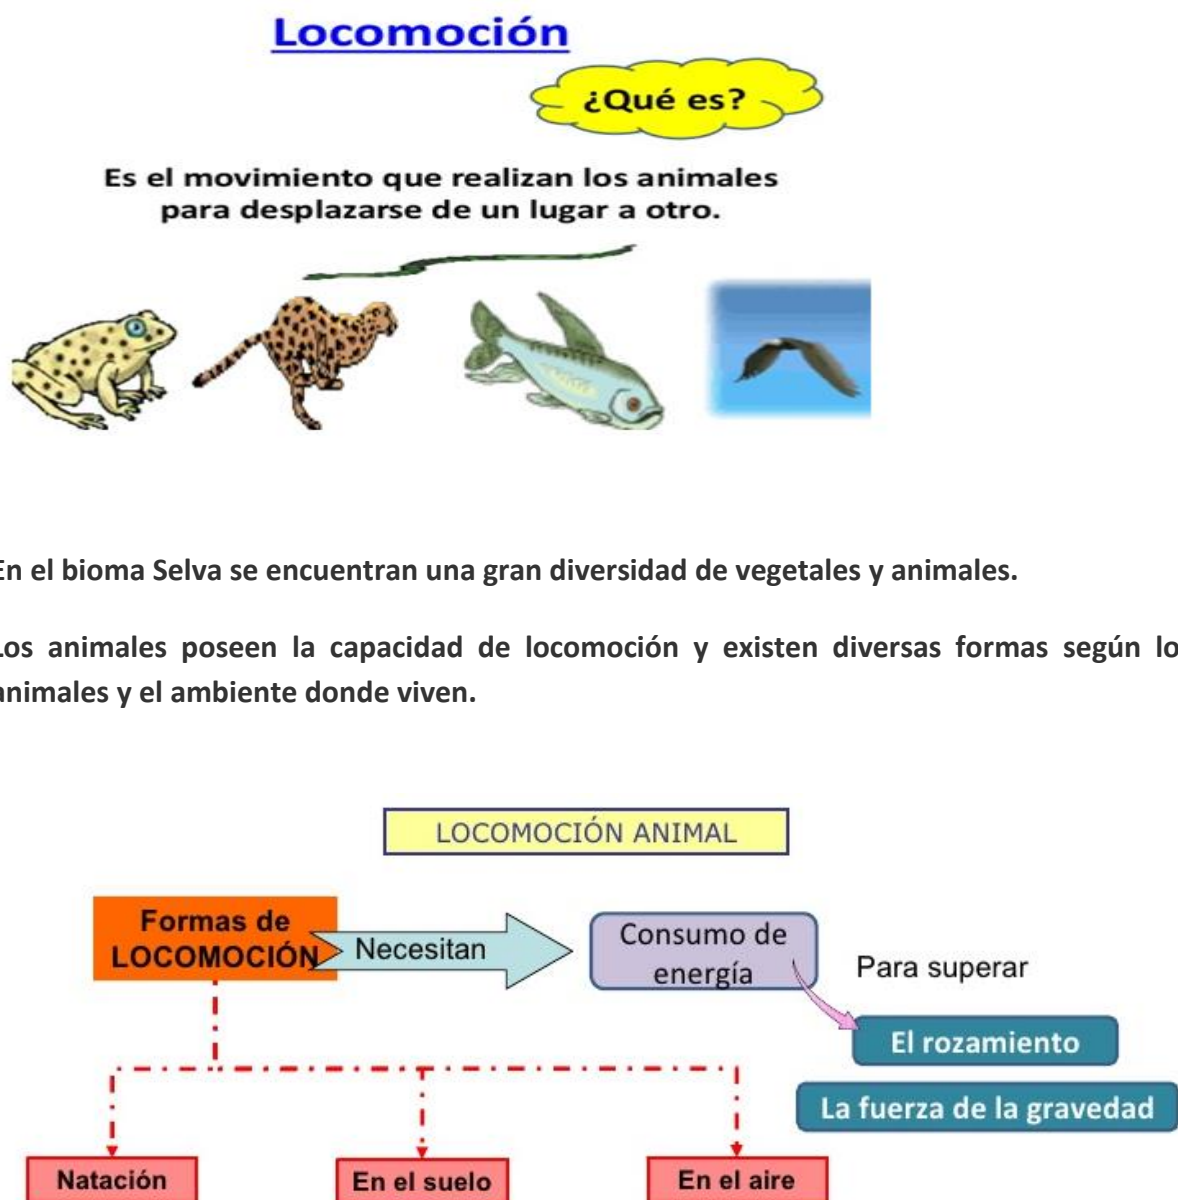 Locomoción
¿Qué es?
Es el movimiento que realizan los animales
para desplazarse de un lugar a otro.
En el bioma Selva se encuentran una gran diversidad de vegetales y animales.
Los animales poseen la capacidad de locomoción y existen diversas formas según lo
animales y el ambiente donde viven.
LOCOMOCIÓN ANIMAL
Formas de
LOCOMOCIÓN
Necesitan
Consumo de
energía
Para superar
El rozamiento
La fuerza de la gravedad
Natación
En el suelo
En el aire